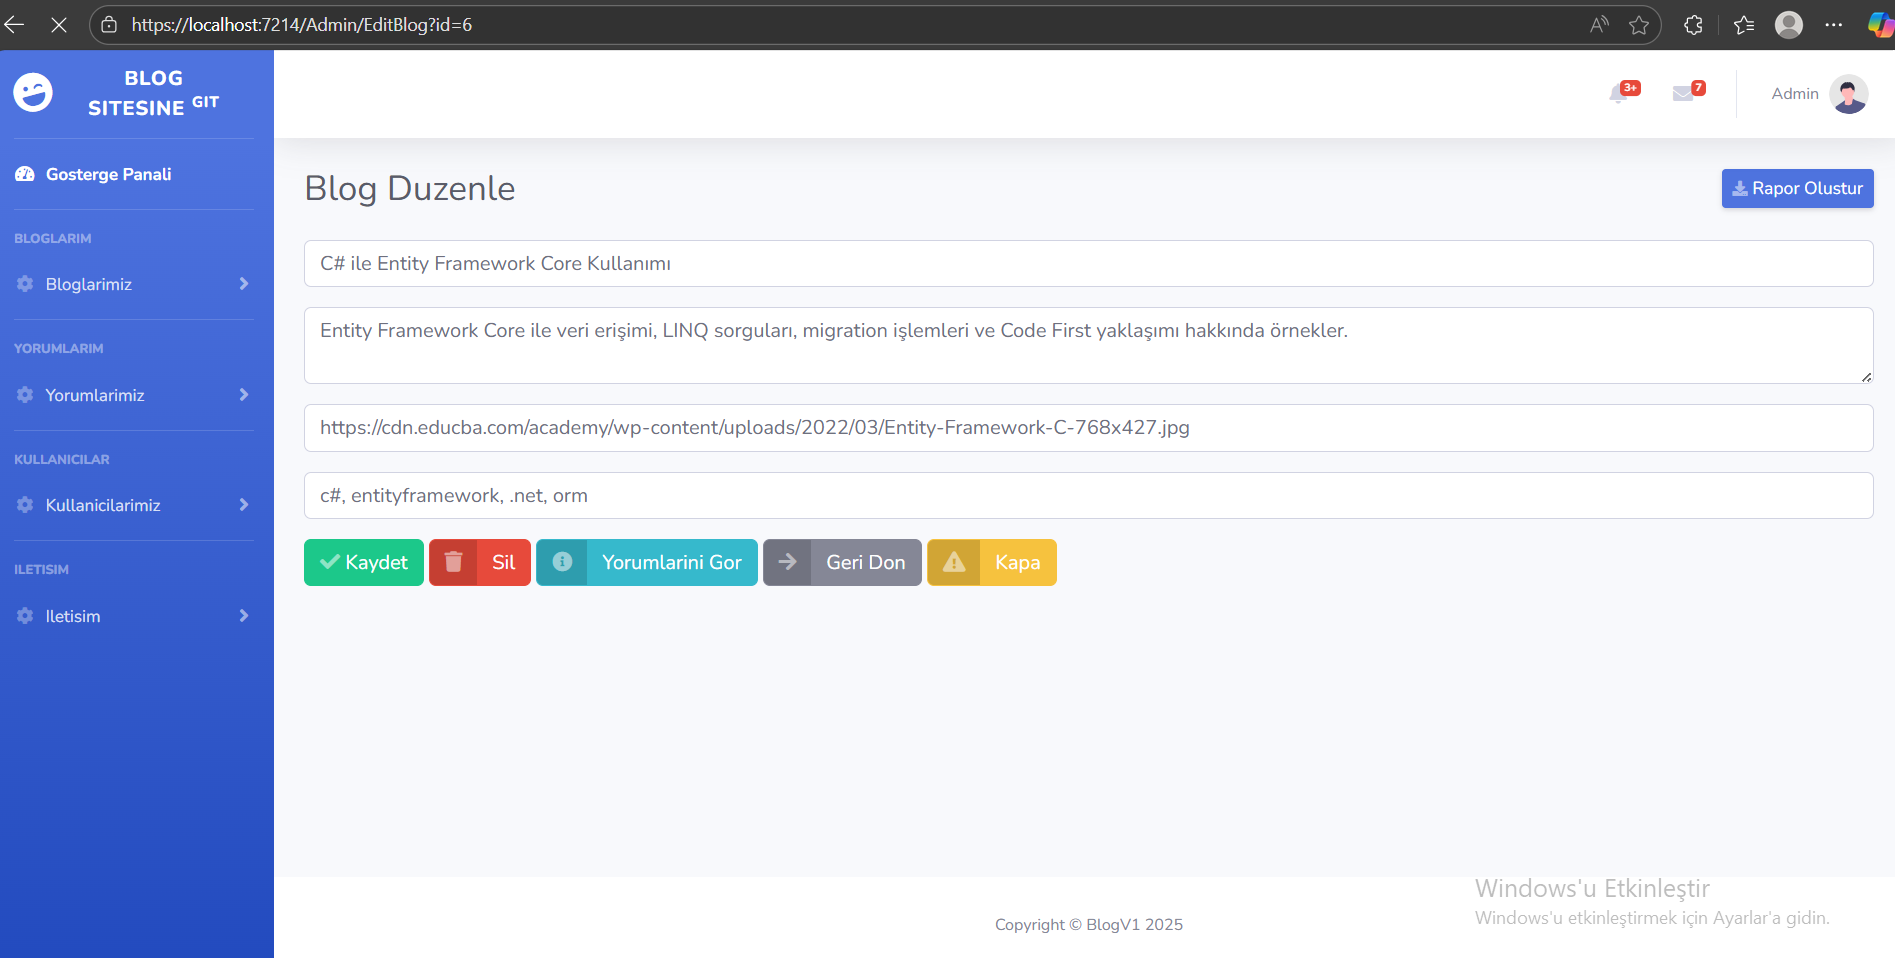 https://localhost:7214/Admin/EditBlog?id=6
BLOG
SITESINE GIT
3+
7
Admin
Gosterge Panali
Blog Duzenle
Rapor Olustur
BLOGLARIM
Bloglarimiz
C# ile Entity Framework Core Kullanımı
Entity Framework Core ile veri erişimi, LINQ sorguları, migration işlemleri ve Code First yaklaşımı hakkında örnekler.
YORUMLARIM
Yorumlarimiz
https://cdn.educba.com/academy/wp-content/uploads/2022/03/Entity-Framework-C-768x427.jpg
KULLANICILAR
Kullanicilarimiz
c#, entityframework, .net, orm
Kaydet
Sil
Yorumlarini Gor
Geri Don
Kapa
ILETISIM
Iletisim
Windows'u Etkinleştir
Windows'u etkinleştirmek için Ayarlar'a gidin.
Copyright © BlogV1 2025